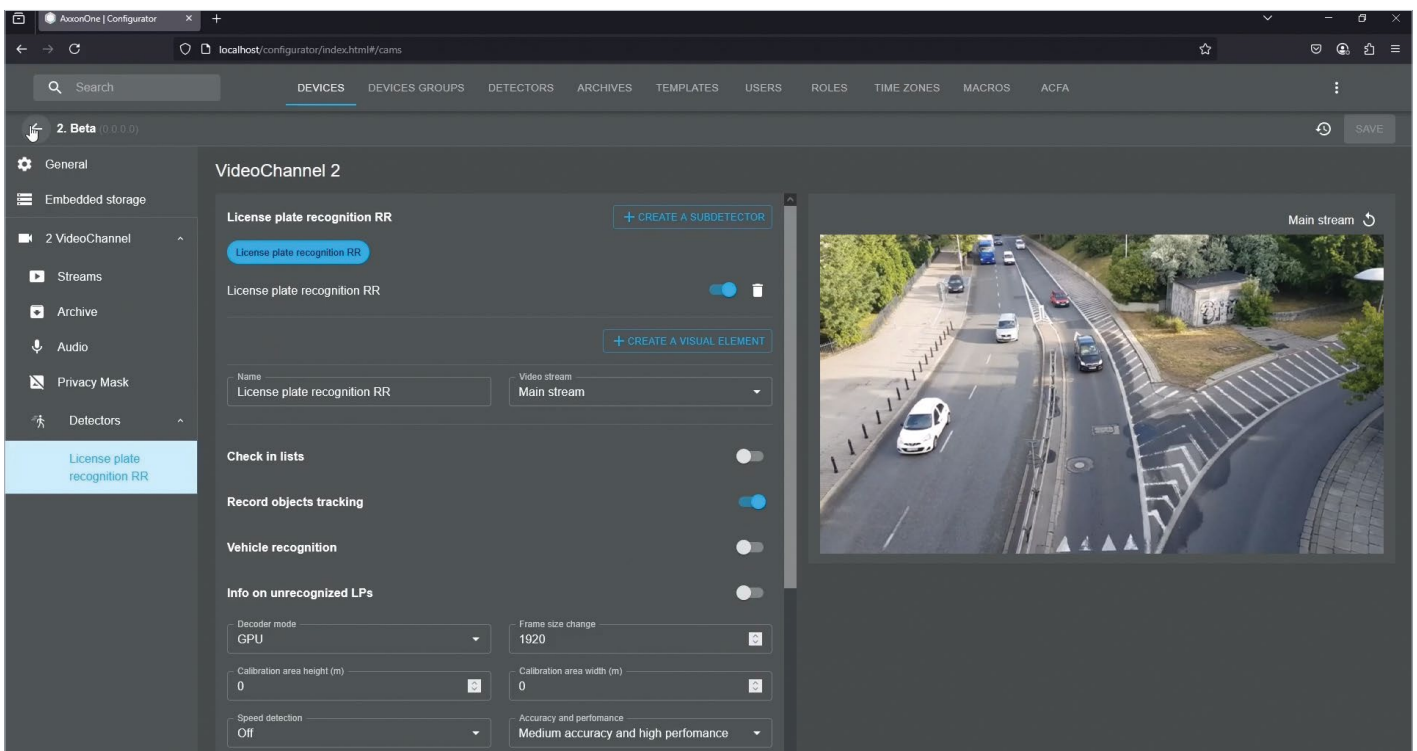 AxxonOne | Configurator
localhost/configurator/index.html#/cams
Search
DEVICES DEVICES GROUPS DETECTORS ARCHIVES TEMPLATES USERS ROLES TIME ZONES MACROS ACFA
2. Beta (0.0.0.0)
SAVE
General
Embedded storage
2 VideoChannel
Streams
Archive
Audio
Privacy Mask
Detectors
License plate
recognition RR
VideoChannel 2
License plate recognition RR
CREATE A SUBDETECTOR
License plate recognition RR
License plate recognition RR
CREATE A VISUAL ELEMENT
Name
License plate recognition RR
Video stream
Main stream
Check in lists
Record objects tracking
Vehicle recognition
Info on unrecognized LPs
Decoder mode
GPU
Frame size change
1920
Calibration area height (m)
0
Calibration area width (m)
0
Speed detection
Off
Accuracy and perfomance
Medium accuracy and high perfomance
Main stream